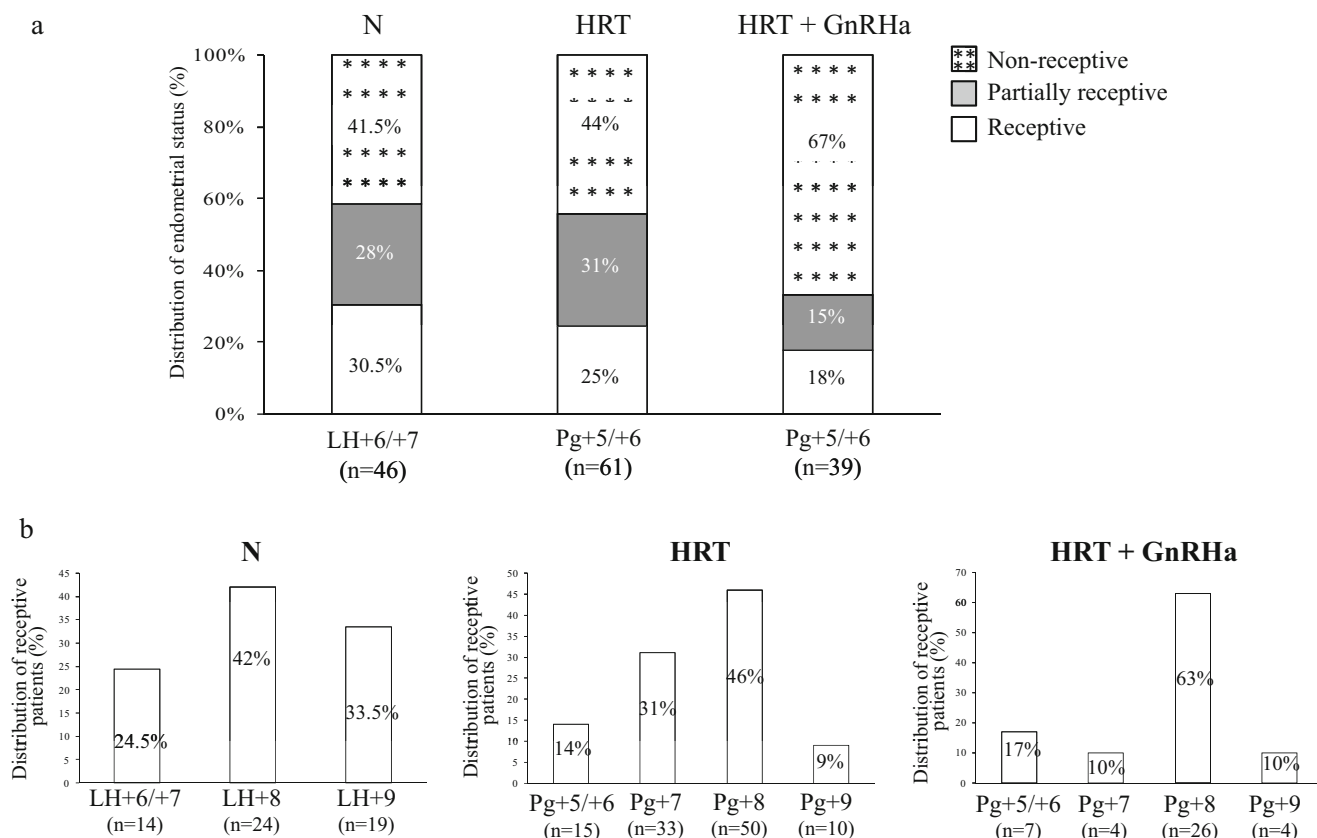 a
N HRT HRT + GnRHa
Distribution of endometrial status (%)
100%
80%
60%
40%
20%
0%
41.5%
28%
30.5%
44%
31%
25%
67%
15%
18%
Non-receptive
Partially receptive
Receptive
LH+6/+7 Pg+5/+6 Pg+5/+6
(n=46) (n=61) (n=39)
b
N
Distribution of receptive
patients (%)
45
40
35
30
25
20
15
10
5
0
24.5%
42%
33.5%
LH+6/+7 LH+8 LH+9
(n=14) (n=24) (n=19)
HRT
Distribution of receptive
patients (%)
50
45
40
35
30
25
20
15
10
5
0
14%
31%
46%
9%
Pg+5/+6 Pg+7 Pg+8 Pg+9
(n=15) (n=33) (n=50) (n=10)
HRT + GnRHa
Distribution of receptive
patients (%)
70
60
50
40
30
20
10
0
17%
10%
63%
10%
Pg+5/+6 Pg+7 Pg+8 Pg+9
(n=7) (n=4) (n=26) (n=4)